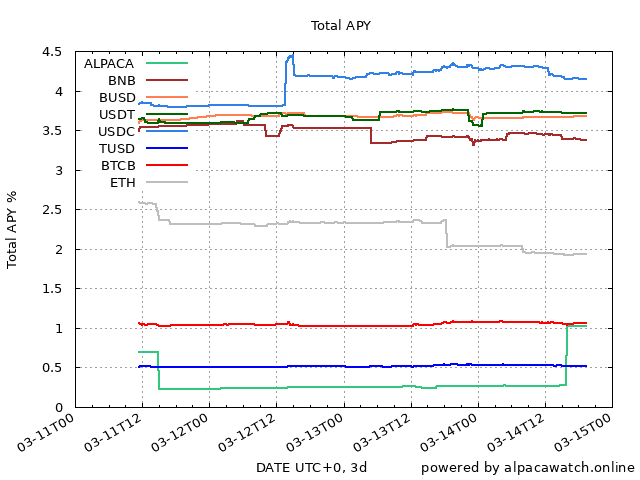 Total APY
Total APY %
4.5
4
3.5
3
2.5
2
1.5
1
0.5
0
ALPACA
BNB
BUSD
USDT
USDC
TUSD
BTCB
ETH
03-11T00
03-11T12
03-12T00
03-12T12
03-13T00
03-13T12
03-14T00
03-14T12
03-15T00
DATE UTC+0, 3d
powered by alpacawatch.online